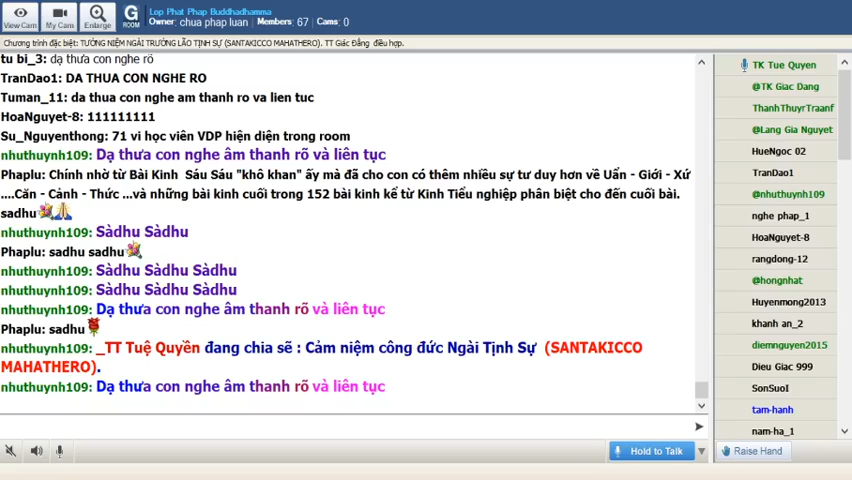 View Cam
My Cam
Enlarge
G
ROOM
Lop Phat Phap Buddhadhamma
Owner: chua phap luan Members: 67 Cams: 0
Chương trình đặc biệt: TƯỞNG NIỆM NGÀI TRƯỞNG LÃO TỊNH SỰ (SANTAKICCO MAHATHERO). TT Giác Đẳng điều hợp.
tu bi_3: dạ thưa con nghe rõ
TranDao1: DA THUA CON NGHE RO
Tuman_11: da thua con nghe am thanh ro va lien tuc
HoaNguyet-8: 111111111
Su_Nguyenthong: 71 vi học viên VDP hiện diện trong room
nhuthuynh109: Dạ thưa con nghe âm thanh rõ và liên tục
Phaplu: Chính nhờ từ Bài Kinh Sáu Sáu "khô khan" ấy mà đã cho con có thêm nhiều sự tư duy hơn về Uẩn - Giới - Xứ
....Căn - Cảnh - Thức ...và những bài kinh cuối trong 152 bài kinh kể từ Kinh Tiểu nghiệp phân biệt cho đến cuối bài.
sadhu
nhuthuynh109: Sàdhu Sàdhu
Phaplu: sadhu sadhu
nhuthuynh109: Sàdhu Sàdhu Sàdhu
nhuthuynh109: Sàdhu Sàdhu Sàdhu
nhuthuynh109: Dạ thưa con nghe âm thanh rõ và liên tục
Phaplu: sadhu
nhuthuynh109: _TT Tuệ Quyền đang chia sẽ : Cảm niệm công đức Ngài Tịnh Sự (SANTAKICCO
MAHATHERO).
nhuthuynh109: Dạ thưa con nghe âm thanh rõ và liên tục
Hold to Talk
TK Tue Quyen
@TK Giac Dang
ThanhThuyrTraanf
@Lang Gia Nguyet
HueNgoc 02
TranDao1
@nhuthuynh109
nghe phap_1
HoaNguyet-8
rangdong-12
@hongnhat
Huyenmong2013
khanh an_2
diemnguyen2015
Dieu Giac 999
SonSuoI
tam-hanh
nam-ha_1
Raise Hand